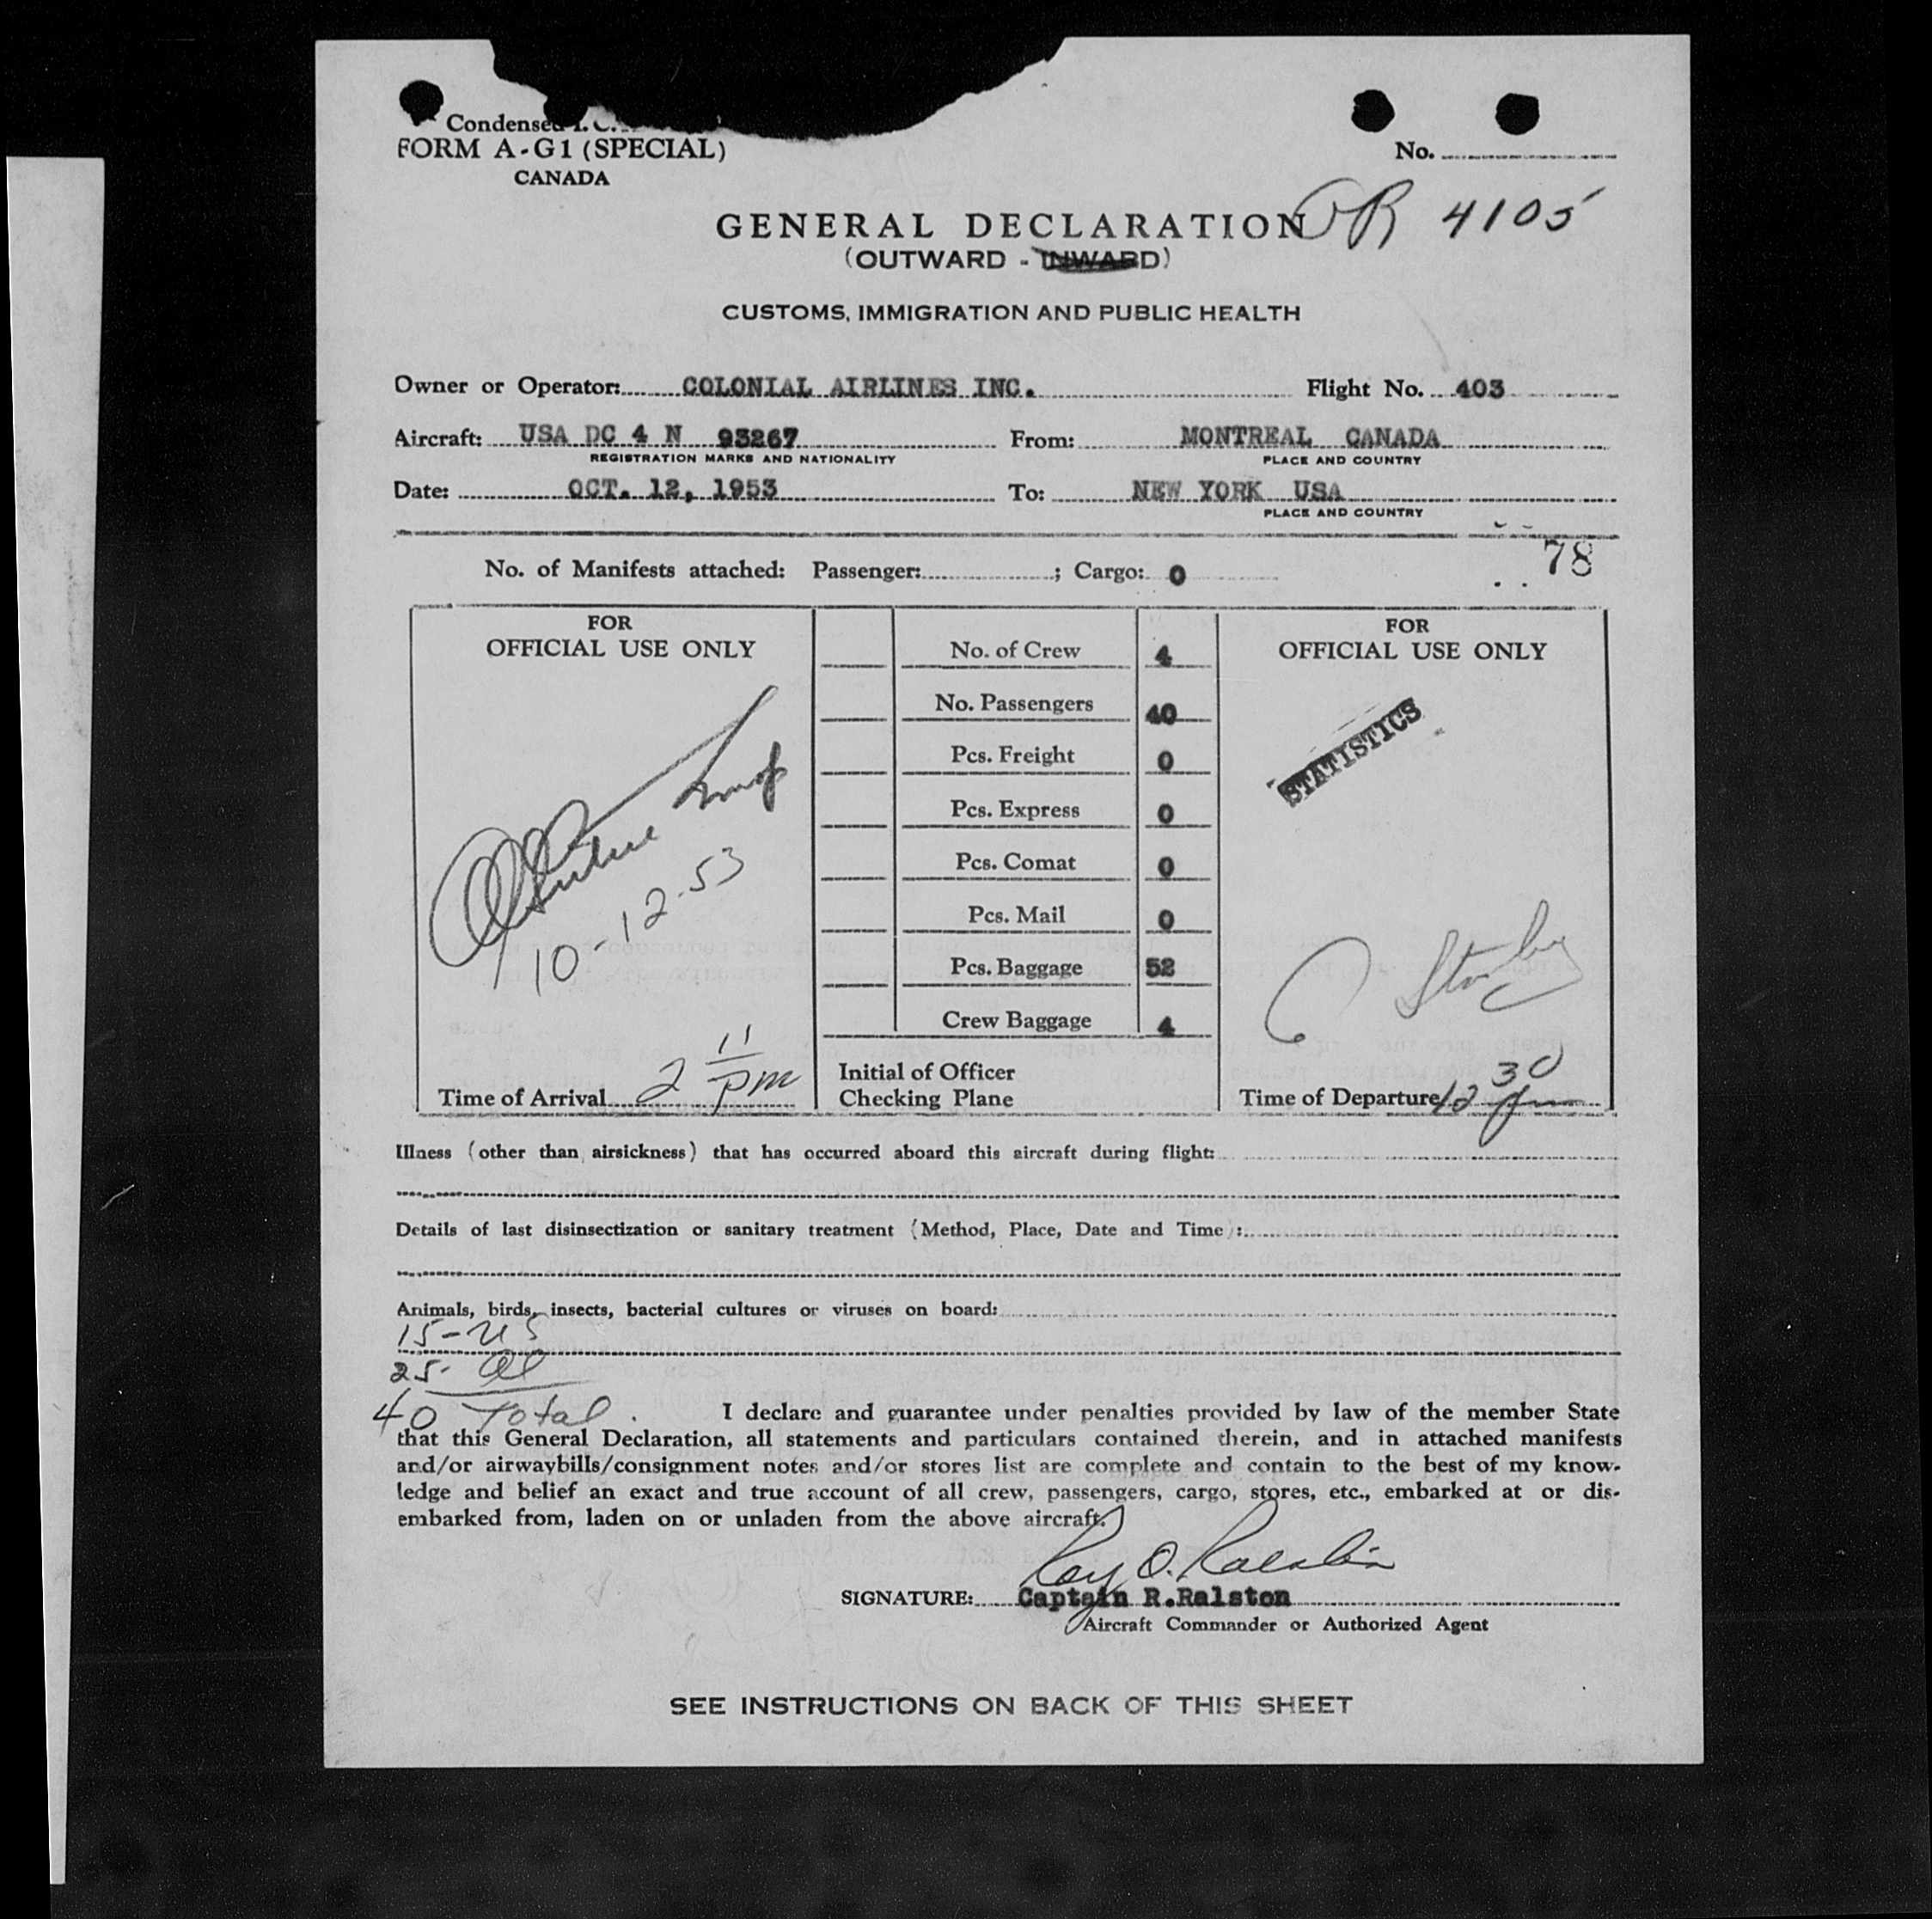 Condensed I. C.
FORM A-G1 (SPECIAL)
CANADA
No.
OR 4105
GENERAL DECLARATION
(OUTWARD - INWARD)
CUSTOMS, IMMIGRATION AND PUBLIC HEALTH
Owner or Operator: COLONIAL AIRLINES INC. Flight No. 403
Aircraft: USA DC 4 N 93267 From: MONTREAL CANADA
REGISTRATION MARKS AND NATIONALITY PLACE AND COUNTRY
Date: OCT. 12, 1953 To: NEW YORK USA
PLACE AND COUNTRY
78
No. of Manifests attached: Passenger: ; Cargo: 0
FOR
OFFICIAL USE ONLY
10-12-53
Time of Arrival 2 11 pm
No. of Crew 4
No. Passengers 40
Pcs. Freight 0
Pcs. Express 0
Pcs. Comat 0
Pcs. Mail 0
Pcs. Baggage 52
Crew Baggage 4
Initial of Officer
Checking Plane
FOR
OFFICIAL USE ONLY
STATISTICS
Time of Departure 12 30 pm
Illness (other than airsickness) that has occurred aboard this aircraft during flight:
Details of last disinsectization or sanitary treatment (Method, Place, Date and Time):
Animals, birds, insects, bacterial cultures or viruses on board:
15-US
25- al
40 Total.
I declare and guarantee under penalties provided by law of the member State
that this General Declaration, all statements and particulars contained therein, and in attached manifests
and/or airwaybills/consignment notes and/or stores list are complete and contain to the best of my know-
ledge and belief an exact and true account of all crew, passengers, cargo, stores, etc., embarked at or dis-
embarked from, laden on or unladen from the above aircraft.
Ray O. Ralston
SIGNATURE: Captain R.Ralston
Aircraft Commander or Authorized Agent
SEE INSTRUCTIONS ON BACK OF THIS SHEET